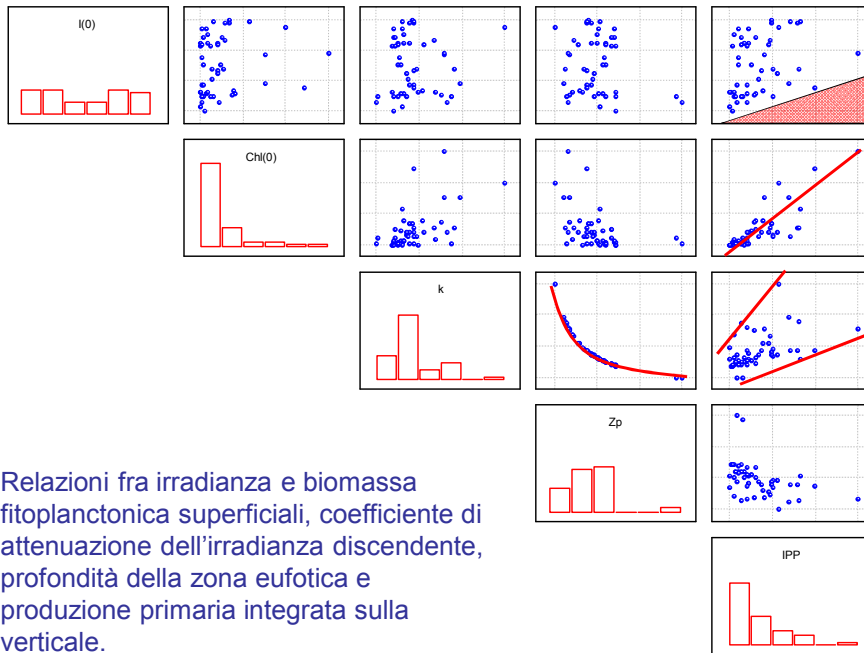 I(0)
Chl(0)
k
Zp
IPP
Relazioni fra irradianza e biomassa
fitoplanctonica superficiali, coefficiente di
attenuazione dell'irradianza discendente,
profondità della zona eufotica e
produzione primaria integrata sulla
verticale.